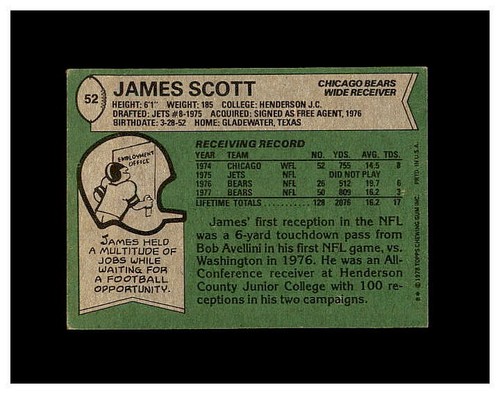 52
JAMES SCOTT
CHICAGO BEARS
WIDE RECEIVER
HEIGHT: 6'1" WEIGHT: 185 COLLEGE: HENDERSON J.C.
DRAFTED: JETS #8-1975 ACQUIRED: SIGNED AS FREE AGENT, 1976
BIRTHDATE: 3-28-52 HOME: GLADEWATER, TEXAS
RECEIVING RECORD
YEAR TEAM NO. YDS. AVG. TDS.
1974 CHICAGO WFL 52 755 14.5 8
1975 JETS NFL DID NOT PLAY
1976 BEARS NFL 26 512 19.7 6
1977 BEARS NFL 50 809 16.2 3
LIFETIME TOTALS 128 2076 16.2 17
EMPLOYMENT
OFFICE
JAMES HELD
A MULTITUDE OF
JOBS WHILE
WAITING FOR
A FOOTBALL
OPPORTUNITY.
James' first reception in the NFL
was a 6-yard touchdown pass from
Bob Avellini in his first NFL game, vs.
Washington in 1976. He was an All-
Conference receiver at Henderson
County Junior College with 100 re-
ceptions in his two campaigns.
** © 1978 TOPPS CHEWING GUM, INC. PRTD. IN U.S.A.